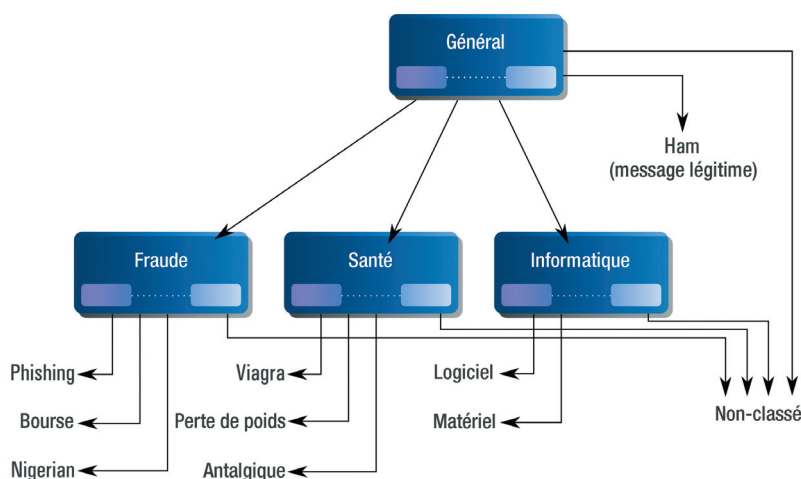 Général
Ham
(message légitime)
Fraude
Santé
Informatique
Phishing
Viagra
Logiciel
Bourse
Perte de poids
Matériel
Non-classé
Nigerian
Antalgique